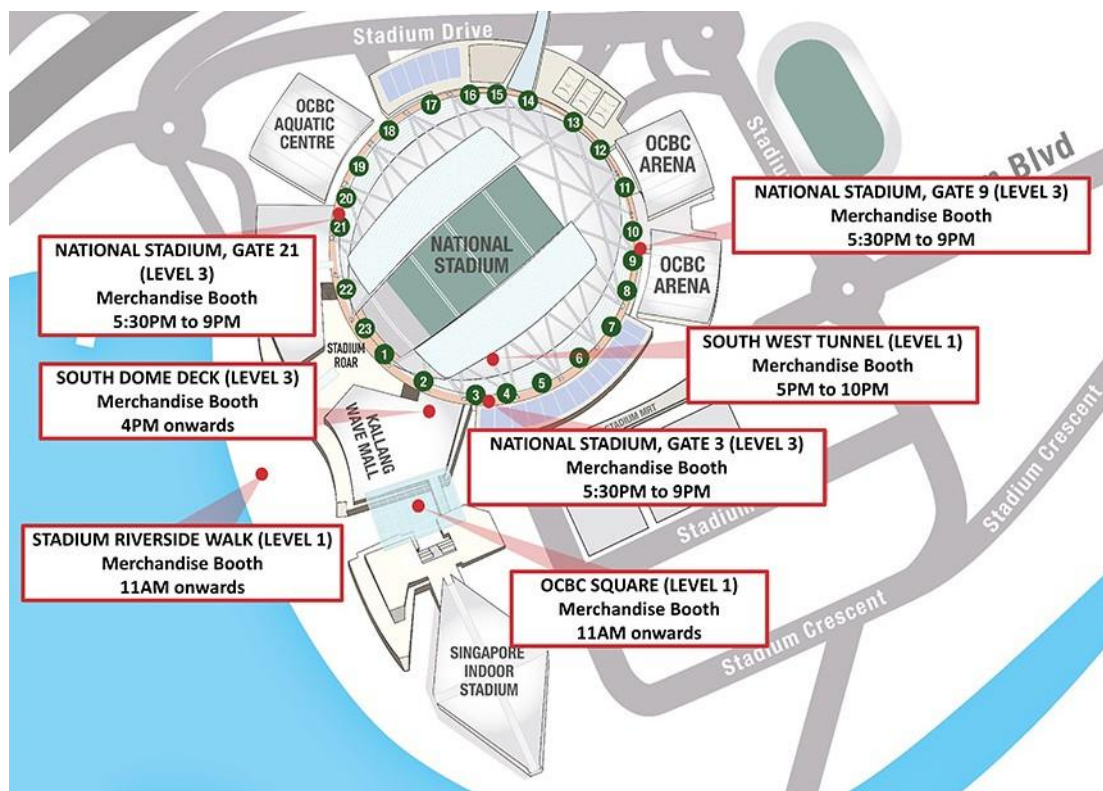 Stadium Drive
OCBC
AQUATIC
CENTRE
16
15
14
17
13
18
12
19
11
20
10
21
9
22
8
23
7
1
6
2
5
3
4
NATIONAL
STADIUM
OCBC
ARENA
OCBC
ARENA
Stadium
m Blvd
NATIONAL STADIUM, GATE 9 (LEVEL 3)
Merchandise Booth
5:30PM to 9PM
NATIONAL STADIUM, GATE 21
(LEVEL 3)
Merchandise Booth
5:30PM to 9PM
STADIUM
ROAR
SOUTH WEST TUNNEL (LEVEL 1)
Merchandise Booth
5PM to 10PM
SOUTH DOME DECK (LEVEL 3)
Merchandise Booth
4PM onwards
KALLANG
WAVE MALL
STADIUM MRT
NATIONAL STADIUM, GATE 3 (LEVEL 3)
Merchandise Booth
5:30PM to 9PM
Stadium Crescent
Stadium
STADIUM RIVERSIDE WALK (LEVEL 1)
Merchandise Booth
11AM onwards
OCBC SQUARE (LEVEL 1)
Merchandise Booth
11AM onwards
Stadium Crescent
SINGAPORE
INDOOR
STADIUM